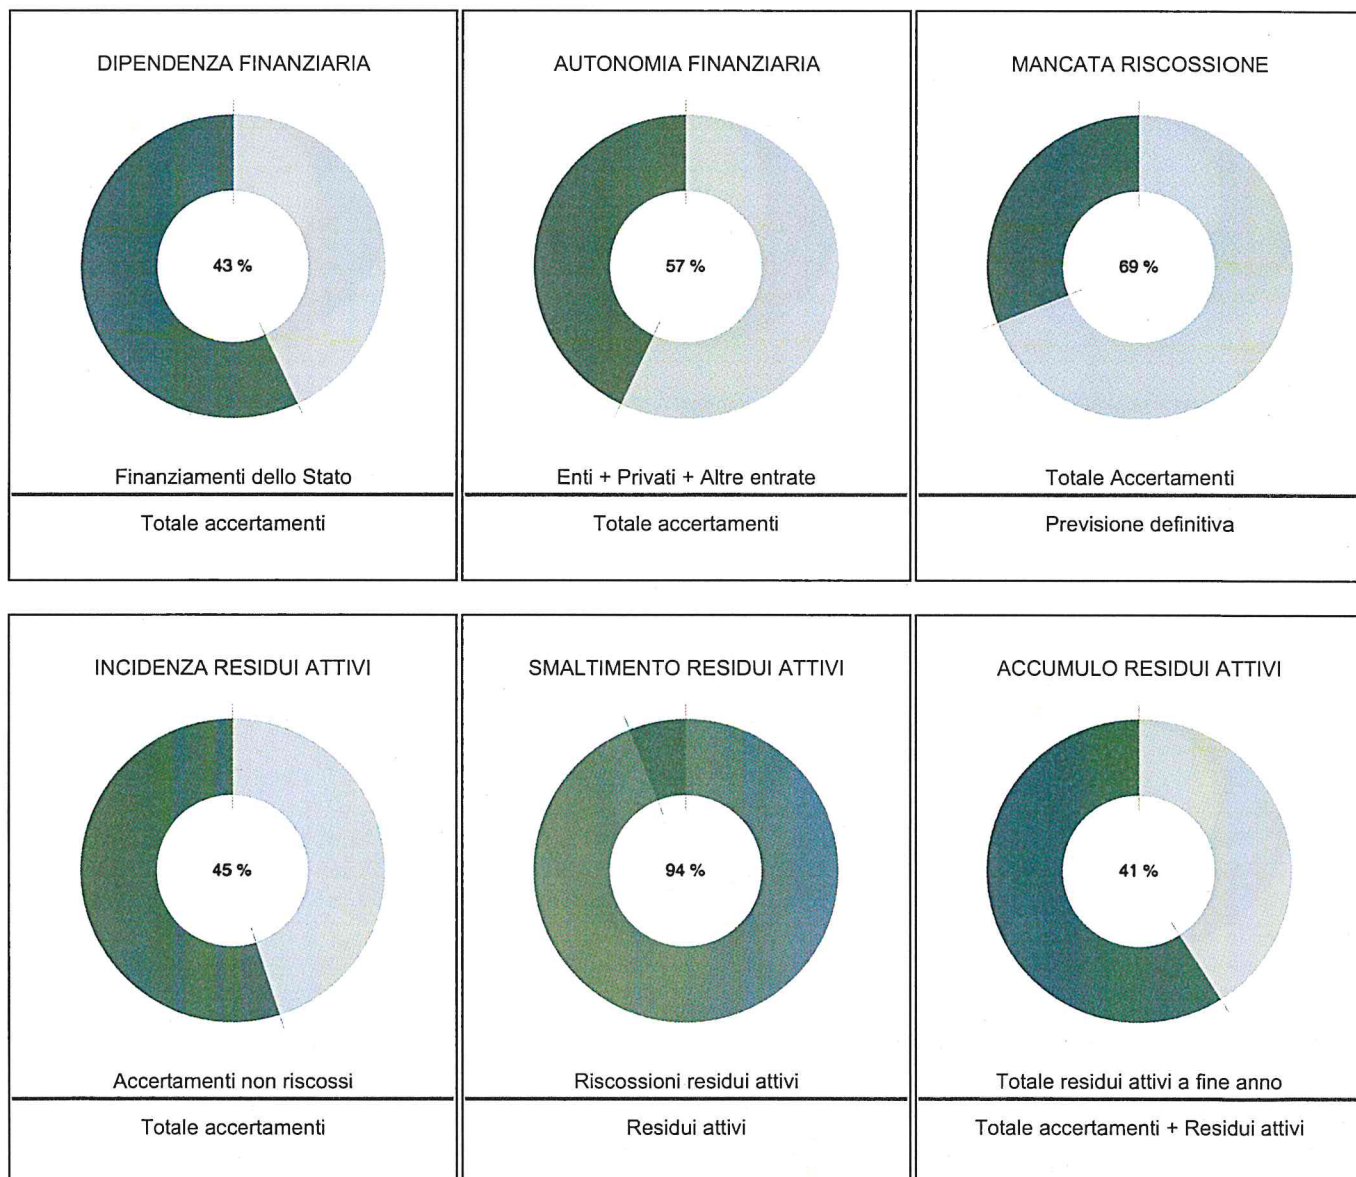 DIPENDENZA FINANZIARIA
43 %
Finanziamenti dello Stato
Totale accertamenti
AUTONOMIA FINANZIARIA
57 %
Enti + Privati + Altre entrate
Totale accertamenti
MANCATA RISCOSSIONE
69 %
Totale Accertamenti
Previsione definitiva
INCIDENZA RESIDUI ATTIVI
45 %
Accertamenti non riscossi
Totale accertamenti
SMALTIMENTO RESIDUI ATTIVI
94 %
Riscossioni residui attivi
Residui attivi
ACCUMULO RESIDUI ATTIVI
41 %
Totale residui attivi a fine anno
Totale accertamenti + Residui attivi